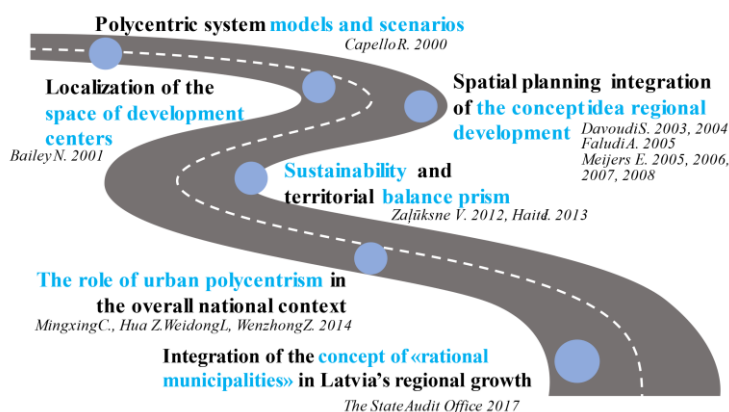 Polycentric system models and scenarios
Capello R. 2000
Localization of the
space of development
centers
Bailey N. 2001
Spatial planning integration
of the concept idea regional
development Davoudi S. 2003, 2004
Faludi A. 2005
Meijers E. 2005, 2006,
2007, 2008
Sustainability and
territorial balance prism
Zaļūksne V. 2012, Haite I. 2013
The role of urban polycentrism in
the overall national context
Mingxing C., Hua Z. Weidong L, Wenzhong Z. 2014
Integration of the concept of «rational
municipalities» in Latvia's regional growth
The State Audit Office 2017